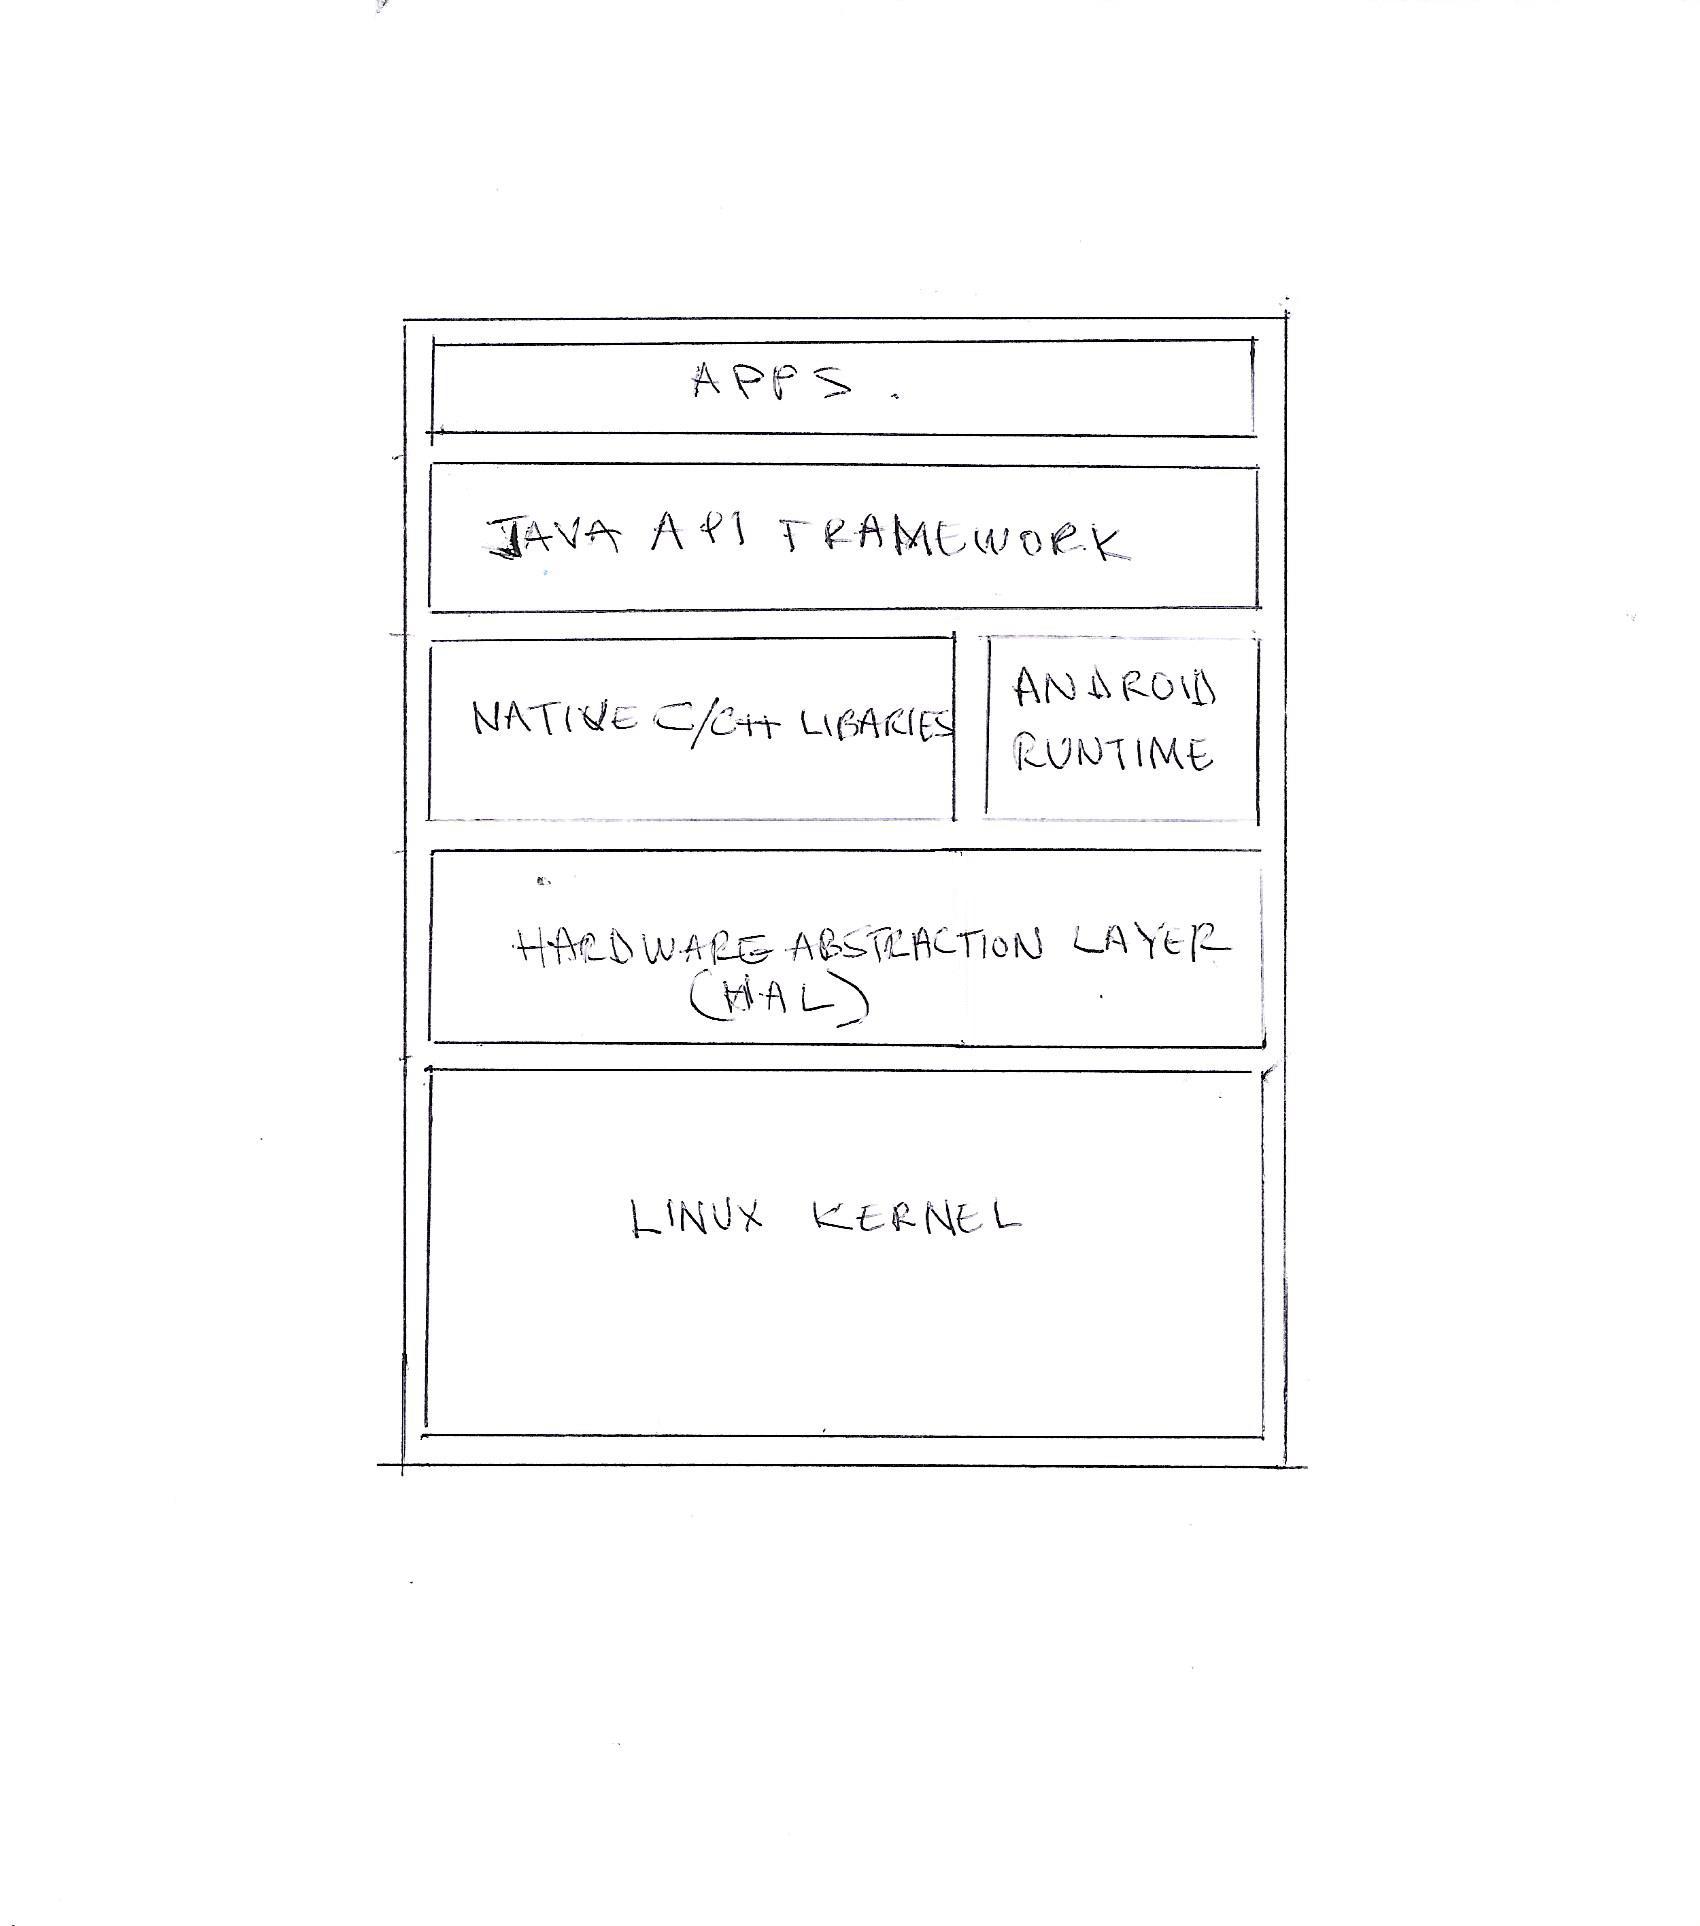 APPS.
JAVA API FRAMEWORK
NATIVE C/C++ LIBARIES
ANDROID
RUNTIME
HARDWARE ABSTRACTION LAYER
(HAL)
LINUX KERNEL